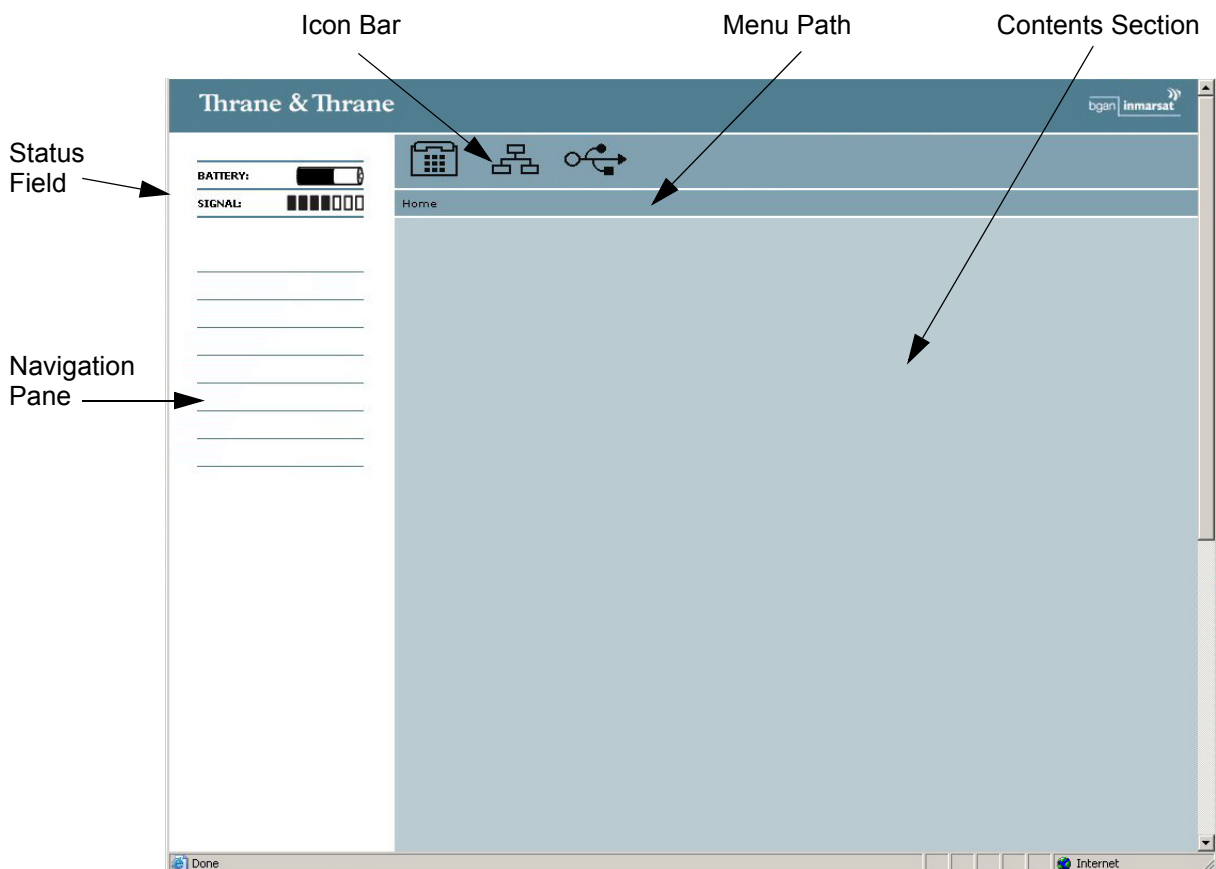 Icon Bar
Menu Path
Contents Section
Thrane & Thrane
bgan inmarsat
Status
Field
BATTERY:
SIGNAL:
Home
Navigation
Pane
Done
Internet